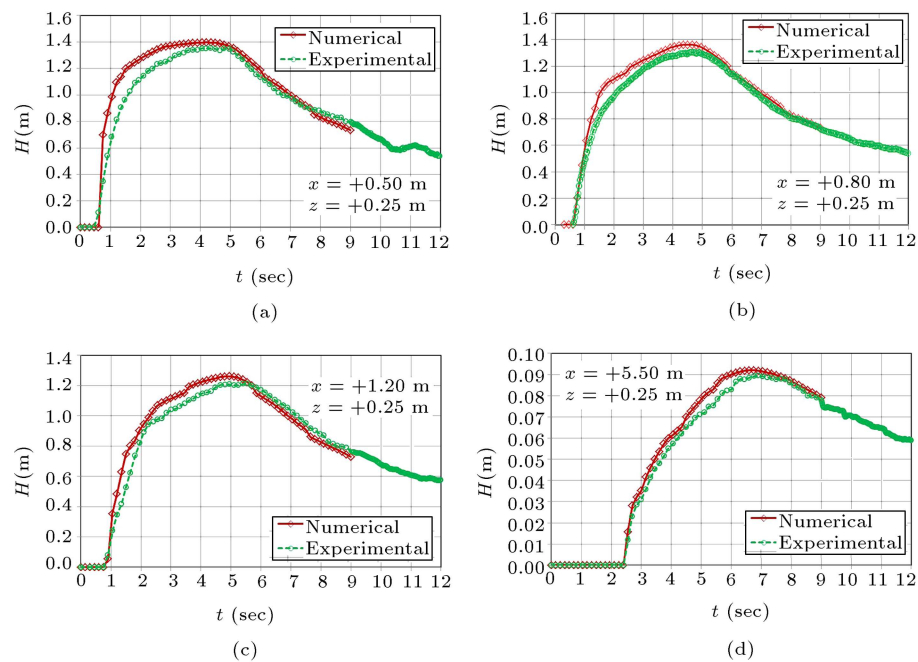 1.6
1.4
1.2
1.0
0.8
0.6
0.4
0.2
0.0
H(m)
Numerical
Experimental
x = +0.50 m
z = +0.25 m
0 1 2 3 4 5 6 7 8 9 10 11 12
t (sec)
(a)
1.6
1.4
1.2
1.0
0.8
0.6
0.4
0.2
0.0
H(m)
Numerical
Experimental
x = +0.80 m
z = +0.25 m
0 1 2 3 4 5 6 7 8 9 10 11 12
t (sec)
(b)
1.4
1.2
1.0
0.8
0.6
0.4
0.2
0.0
H(m)
x = +1.20 m
z = +0.25 m
Numerical
Experimental
0 1 2 3 4 5 6 7 8 9 10 11 12
t (sec)
(c)
0.10
0.09
0.08
0.07
0.06
0.05
0.04
0.03
0.02
0.01
0.00
H(m)
x = +5.50 m
z = +0.25 m
Numerical
Experimental
0 1 2 3 4 5 6 7 8 9 10 11 12
t (sec)
(d)